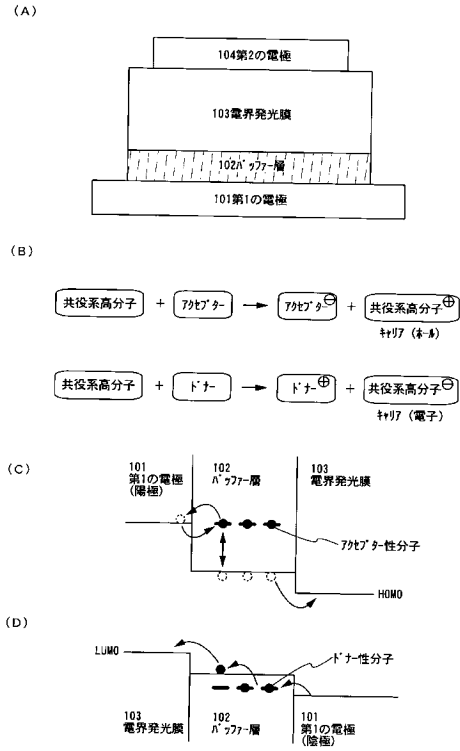 (A)
104第2の電極
103電界発光膜
102バッファー層
101第1の電極
(B)
共役系高分子 + アクセプター → アクセプター⊖ + 共役系高分子⊕
キャリア (ホール)
共役系高分子 + ドナー → ドナー⊕ + 共役系高分子⊖
キャリア (電子)
(C)
101
第1の電極
(陽極)
102
バッファー層
103
電界発光膜
アクセプター性分子
HOMO
(D)
LUMO
ドナー性分子
103
電界発光膜
102
バッファー層
101
第1の電極
(陰極)